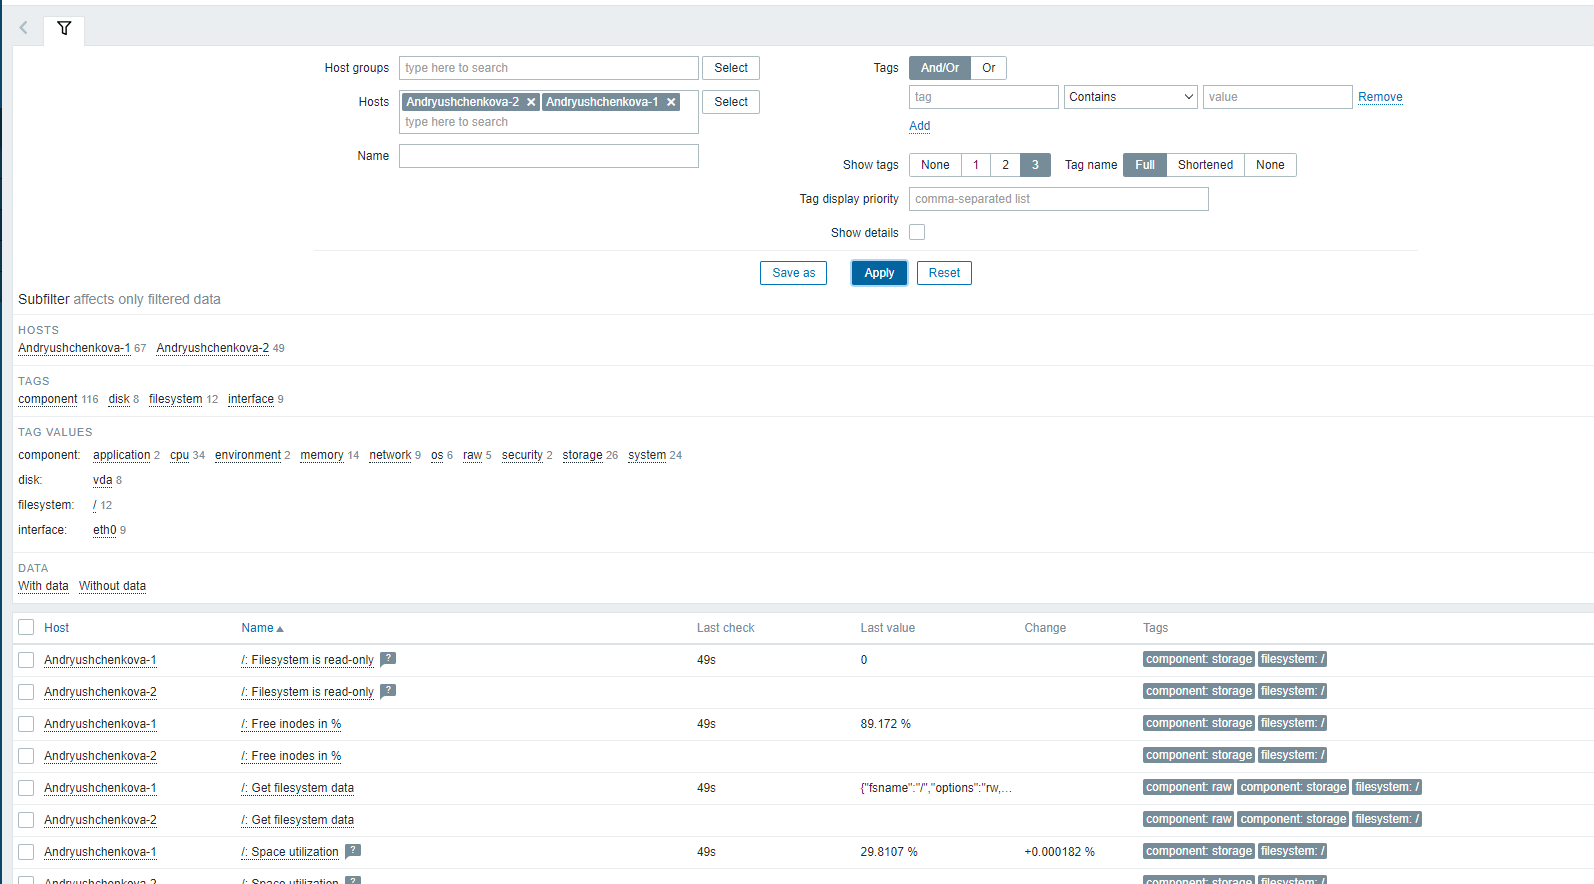 Host groups type here to search Select Tags And/Or Or
Hosts Andryushchenkova-2 Andryushchenkova-1 Select tag Contains value Remove
type here to search Add
Name
Show tags None 1 2 3 Tag name Full Shortened None
Tag display priority comma-separated list
Show details
Save as Apply Reset
Subfilter affects only filtered data
HOSTS
Andryushchenkova-1 67 Andryushchenkova-2 49
TAGS
component 116 disk 8 filesystem 12 interface 9
TAG VALUES
component: application 2 cpu 34 environment 2 memory 14 network 9 os 6 raw 5 security 2 storage 26 system 24
disk: vda 8
filesystem: / 12
interface: eth0 9
DATA
With data Without data
Host Name Last check Last value Change Tags
Andryushchenkova-1 /: Filesystem is read-only ? 49s 0 component: storage filesystem: /
Andryushchenkova-2 /: Filesystem is read-only ? component: storage filesystem: /
Andryushchenkova-1 /: Free inodes in % 49s 89.172 % component: storage filesystem: /
Andryushchenkova-2 /: Free inodes in % component: storage filesystem: /
Andryushchenkova-1 /: Get filesystem data 49s {"fsname":"/","options":"rw,... component: raw component: storage filesystem: /
Andryushchenkova-2 /: Get filesystem data component: raw component: storage filesystem: /
Andryushchenkova-1 /: Space utilization ? 49s 29.8107 % +0.000182 % component: storage filesystem: /
Andryushchenkova-2 /: Space utilization ? component: storage filesystem: /